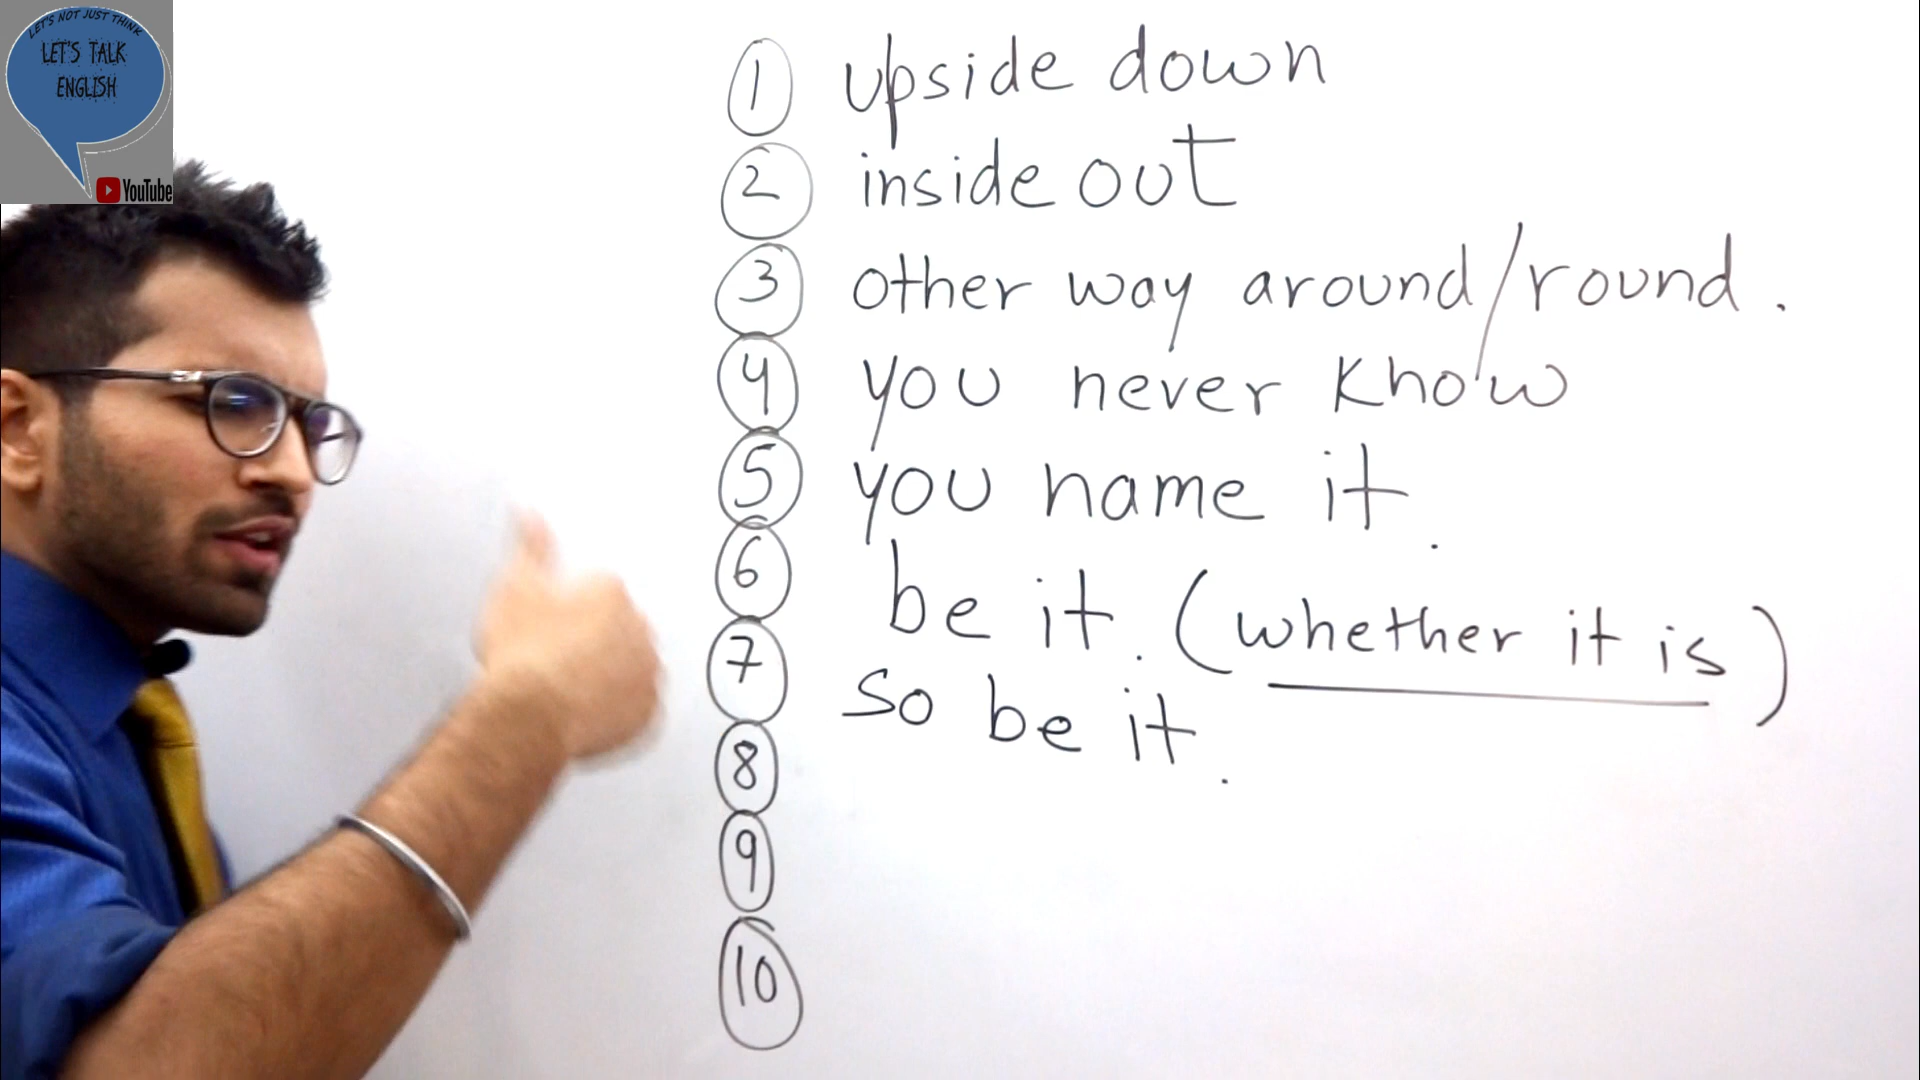 LET'S NOT JUST THINK
LET'S TALK
ENGLISH
YouTube
1 upside down
2 inside out
3 other way around/round.
4 you never know
5 you name it.
6 be it. (whether it is)
7 so be it.
8
9
10